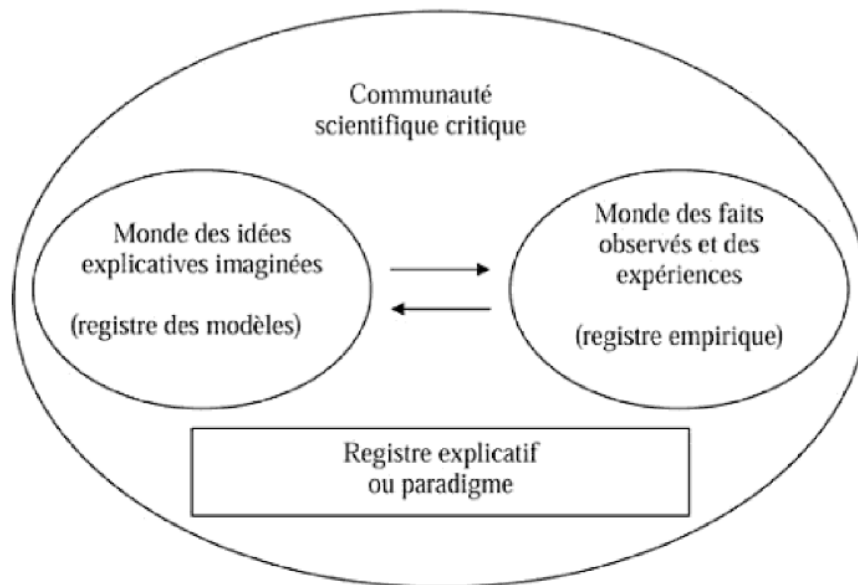 Communauté
scientifique critique
Monde des idées
explicatives imaginées
(registre des modèles)
Monde des faits
observés et des
expériences
(registre empirique)
Registre explicatif
ou paradigme